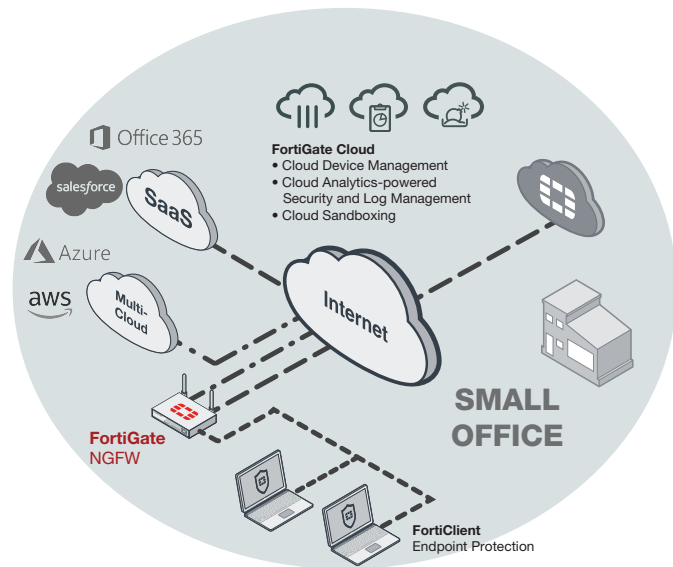 Office 365
salesforce
SaaS
Azure
aws
Multi-
Cloud
FortiGate Cloud
• Cloud Device Management
• Cloud Analytics-powered
Security and Log Management
• Cloud Sandboxing
Internet
FortiGate
NGFW
SMALL
OFFICE
FortiClient
Endpoint Protection